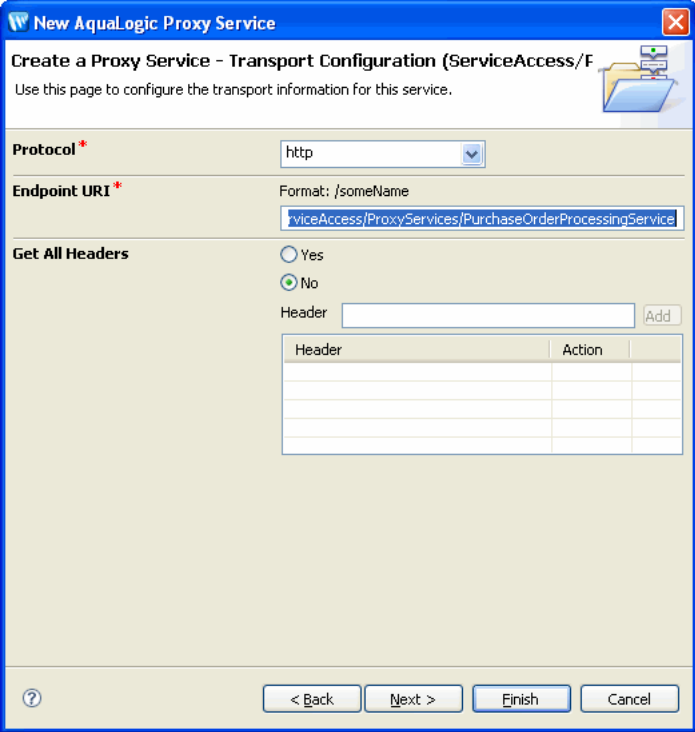 New AquaLogic Proxy Service
Create a Proxy Service - Transport Configuration (ServiceAccess/P
Use this page to configure the transport information for this service.
Protocol *
http
Endpoint URI *
Format: /someName
rviceAccess/ProxyServices/PurchaseOrderProcessingService
Get All Headers
Yes
No
Header
Add
Header Action
? < Back Next > Finish Cancel